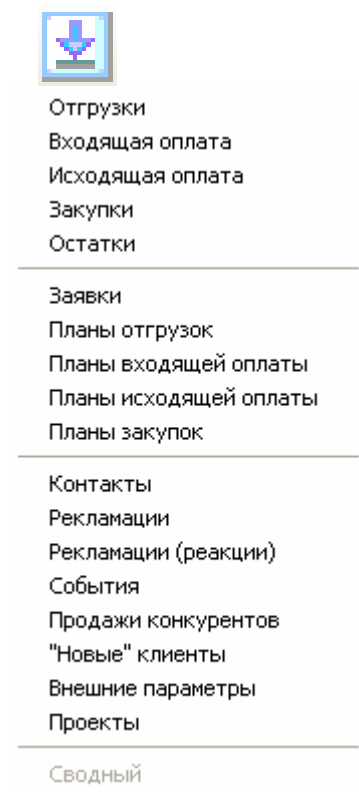 Отгрузки
Входящая оплата
Исходящая оплата
Закупки
Остатки
Заявки
Планы отгрузок
Планы входящей оплаты
Планы исходящей оплаты
Планы закупок
Контакты
Рекламации
Рекламации (реакции)
События
Продажи конкурентов
"Новые" клиенты
Внешние параметры
Проекты
Сводный